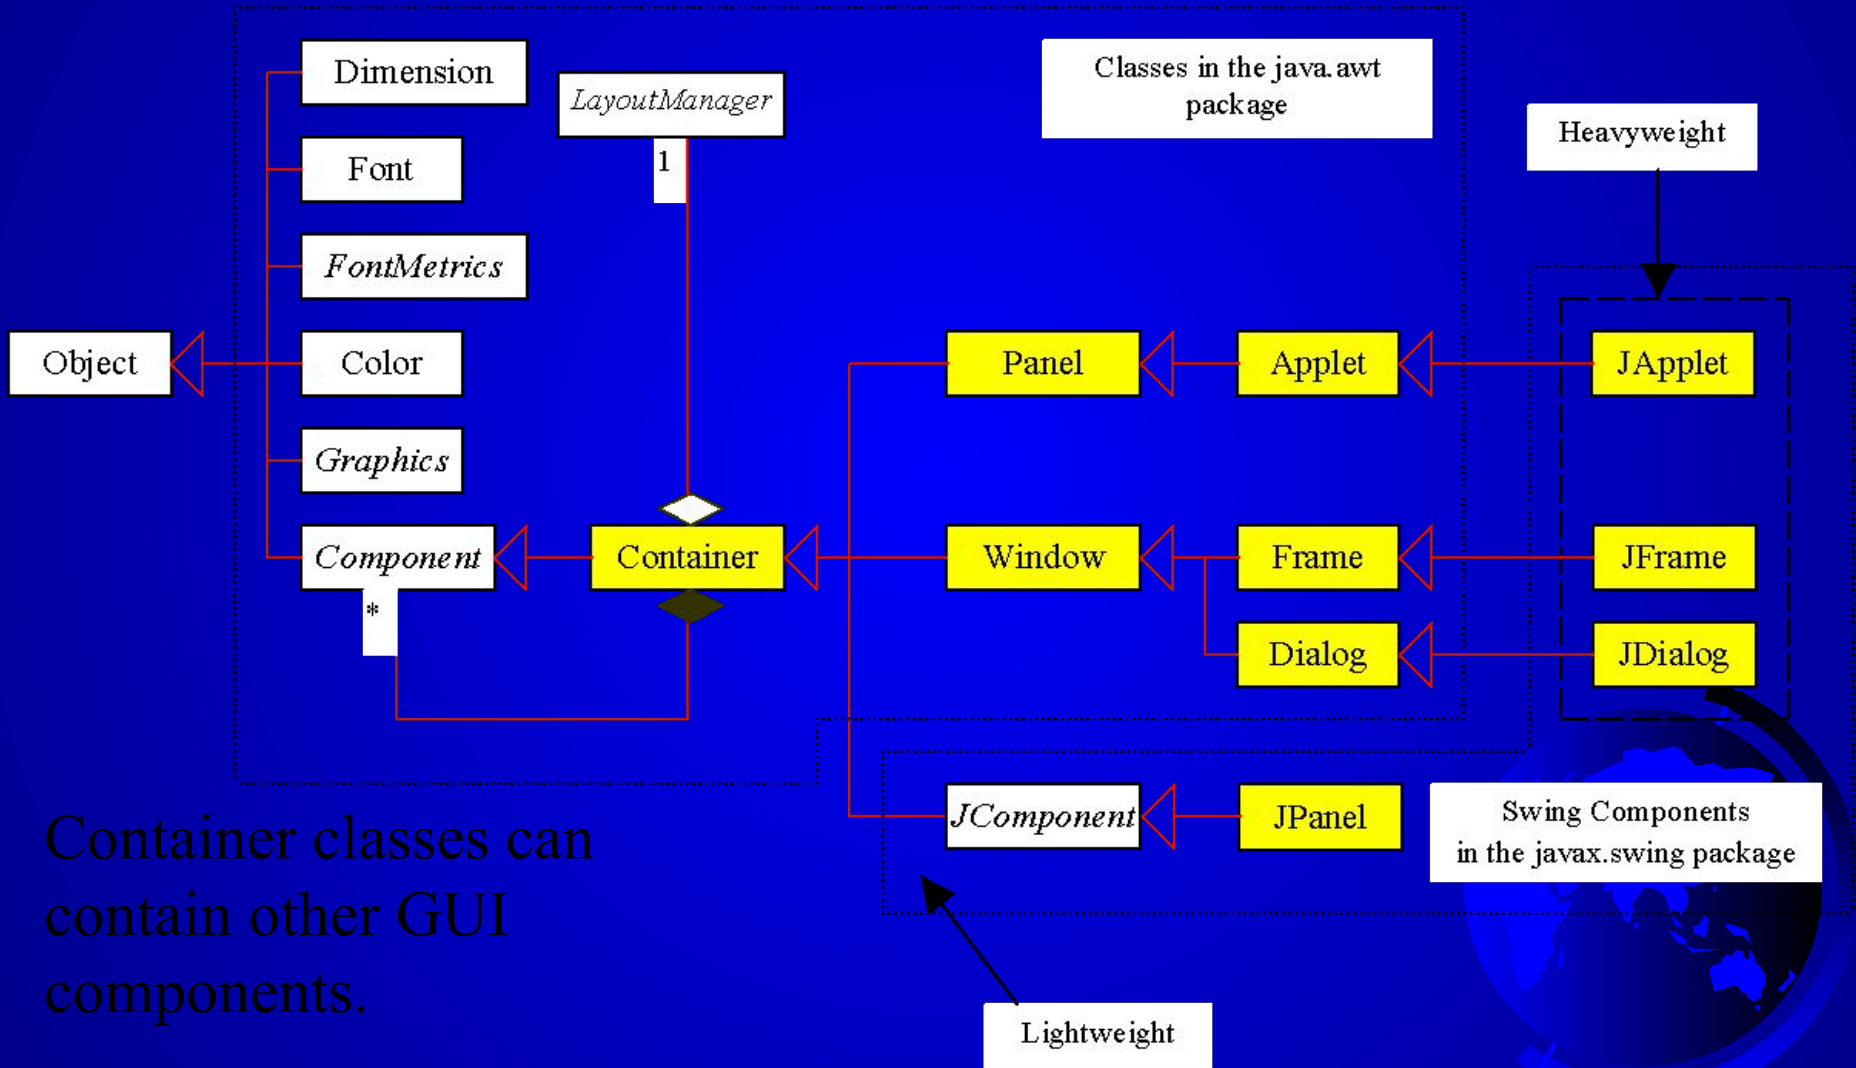 Dimension
LayoutManager
Classes in the java.awt
package
Heavyweight
1
Font
FontMetrics
Object
Color
Panel
Applet
JApplet
Graphics
Component
Container
Window
Frame
JFrame
*
Dialog
JDialog
JComponent
JPanel
Swing Components
in the javax.swing package
Container classes can
contain other GUI
components.
Lightweight